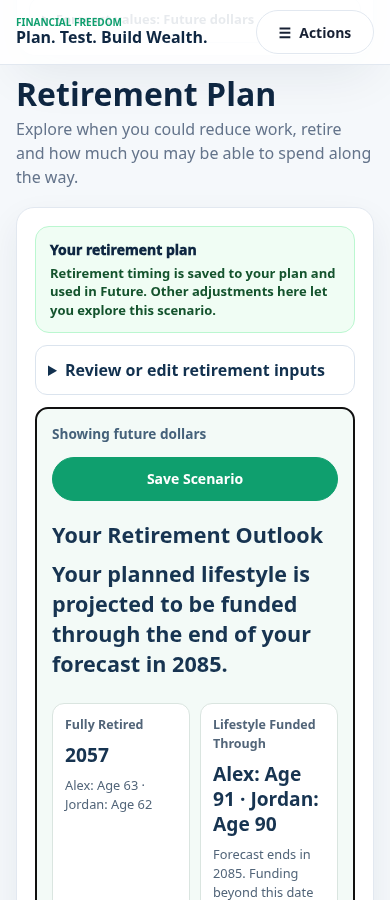 FINANCIAL FREEDOM
alues: Future dollars
Plan. Test. Build Wealth.
☰ Actions
Retirement Plan
Explore when you could reduce work, retire
and how much you may be able to spend along
the way.
Your retirement plan
Retirement timing is saved to your plan and
used in Future. Other adjustments here let
you explore this scenario.
▶ Review or edit retirement inputs
Showing future dollars
Save Scenario
Your Retirement Outlook
Your planned lifestyle is
projected to be funded
through the end of your
forecast in 2085.
Fully Retired
2057
Alex: Age 63 ·
Jordan: Age 62
Lifestyle Funded
Through
Alex: Age
91 · Jordan:
Age 90
Forecast ends in
2085. Funding
beyond this date